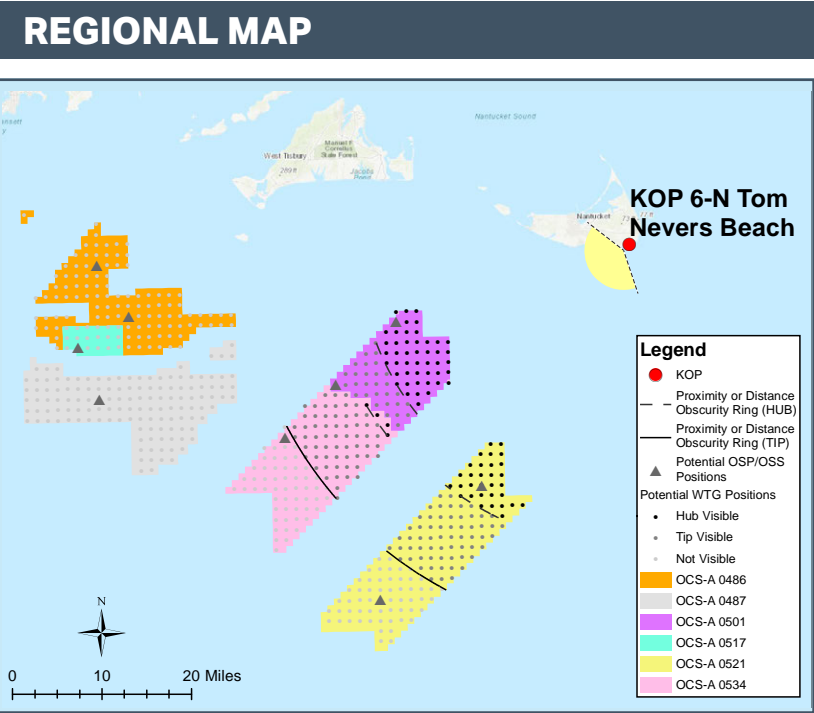 REGIONAL MAP
Nantucket Sound
West Tisbury
State Forest
Nantucket
KOP 6-N Tom
Nevers Beach
Legend
KOP
Proximity or Distance
Obscurity Ring (HUB)
Proximity or Distance
Obscurity Ring (TIP)
Potential OSP/OSS
Positions
Potential WTG Positions
Hub Visible
Tip Visible
Not Visible
OCS-A 0486
OCS-A 0487
OCS-A 0501
OCS-A 0517
OCS-A 0521
OCS-A 0534
N
0 10 20 Miles